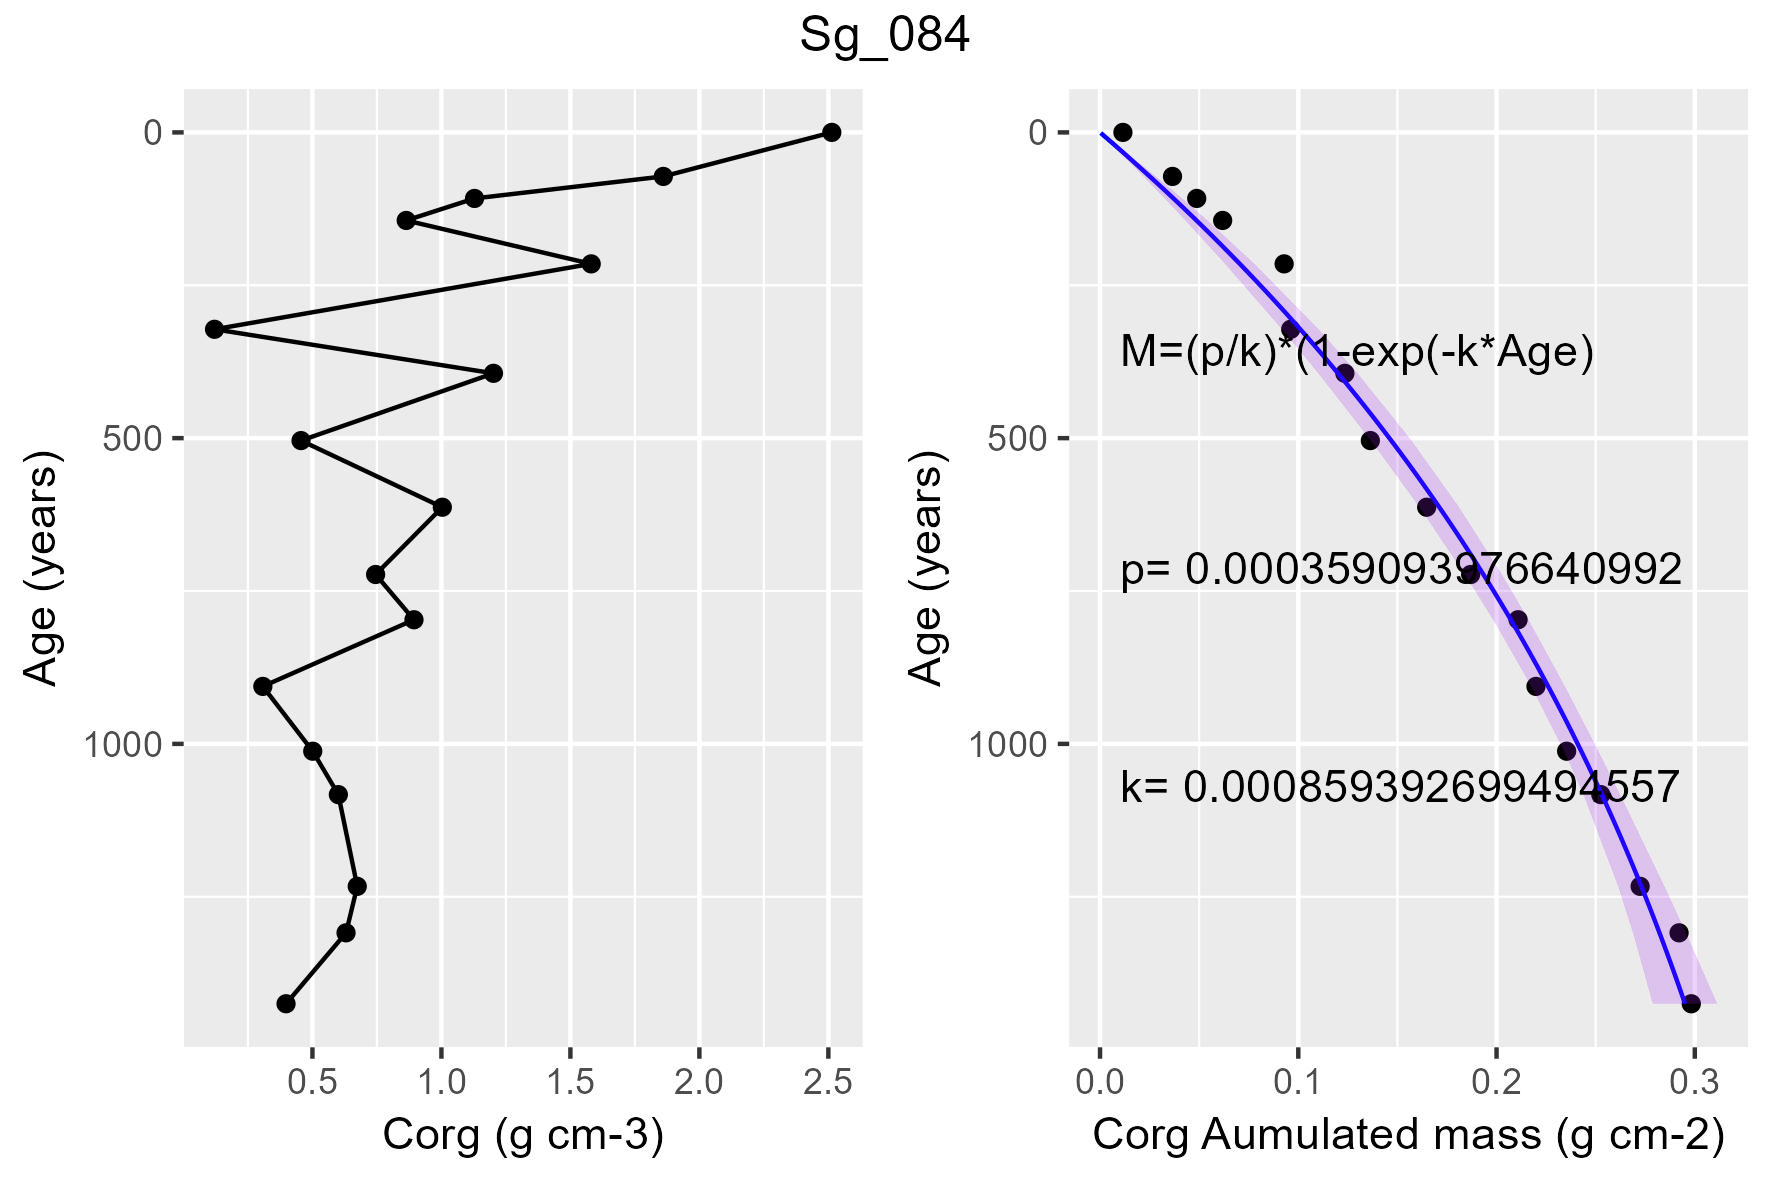 Sg_084
0
500
1000
Age (years)
0.5 1.0 1.5 2.0 2.5
Corg (g cm-3)
0
500
1000
Age (years)
M=(p/k)*(1-exp(-k*Age)
p= 0.000359093976640992
k= 0.000859392699494557
0.0 0.1 0.2 0.3
Corg Aumulated mass (g cm-2)